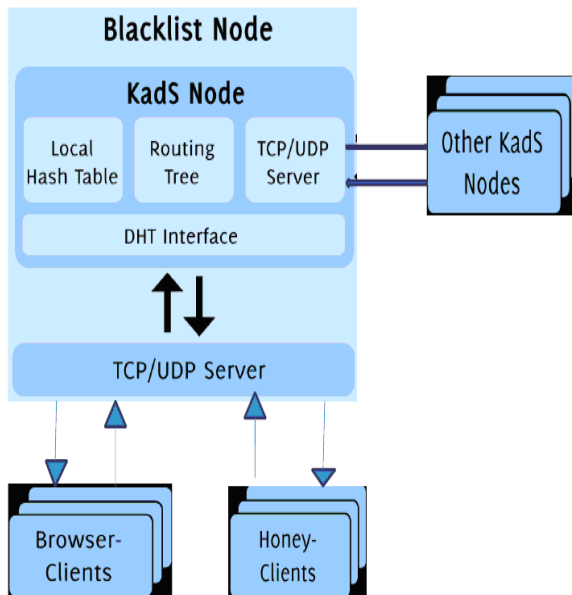 Blacklist Node
KadS Node
Local
Hash Table
Routing
Tree
TCP/UDP
Server
DHT Interface
Other KadS
Nodes
TCP/UDP Server
Browser-
Clients
Honey-
Clients